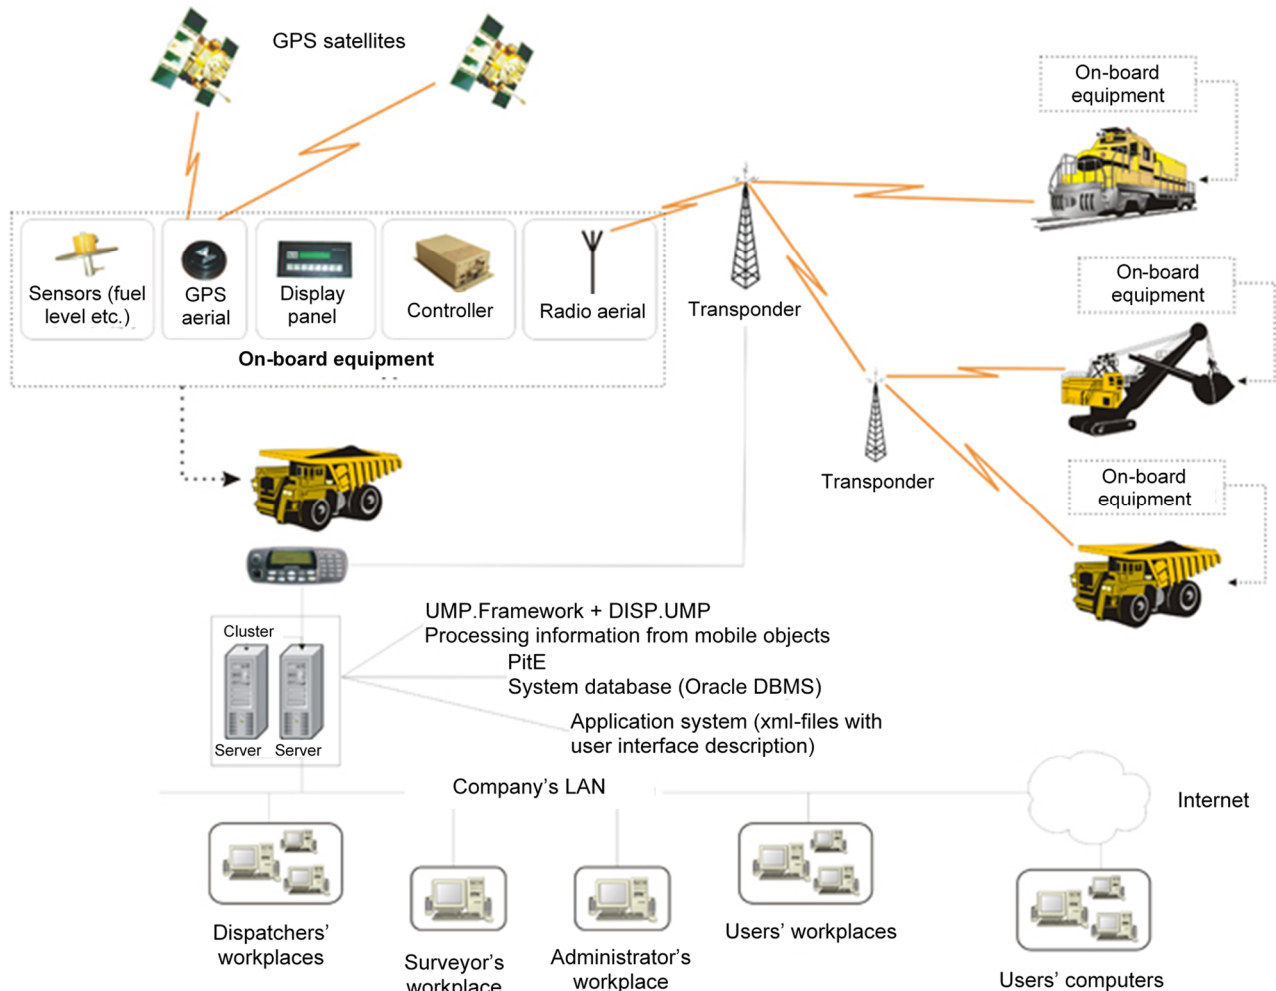 GPS satellites
On-board
equipment
Sensors (fuel
level etc.)
GPS
aerial
Display
panel
Controller
Radio aerial
On-board equipment
Transponder
On-board
equipment
Transponder
On-board
equipment
UMP.Framework + DISP.UMP
Processing information from mobile objects
Cluster
PitE
System database (Oracle DBMS)
Application system (xml-files with
user interface description)
Server
Server
Company's LAN
Internet
Dispatchers'
workplaces
Surveyor's
workplace
Administrator's
workplace
Users' workplaces
Users' computers